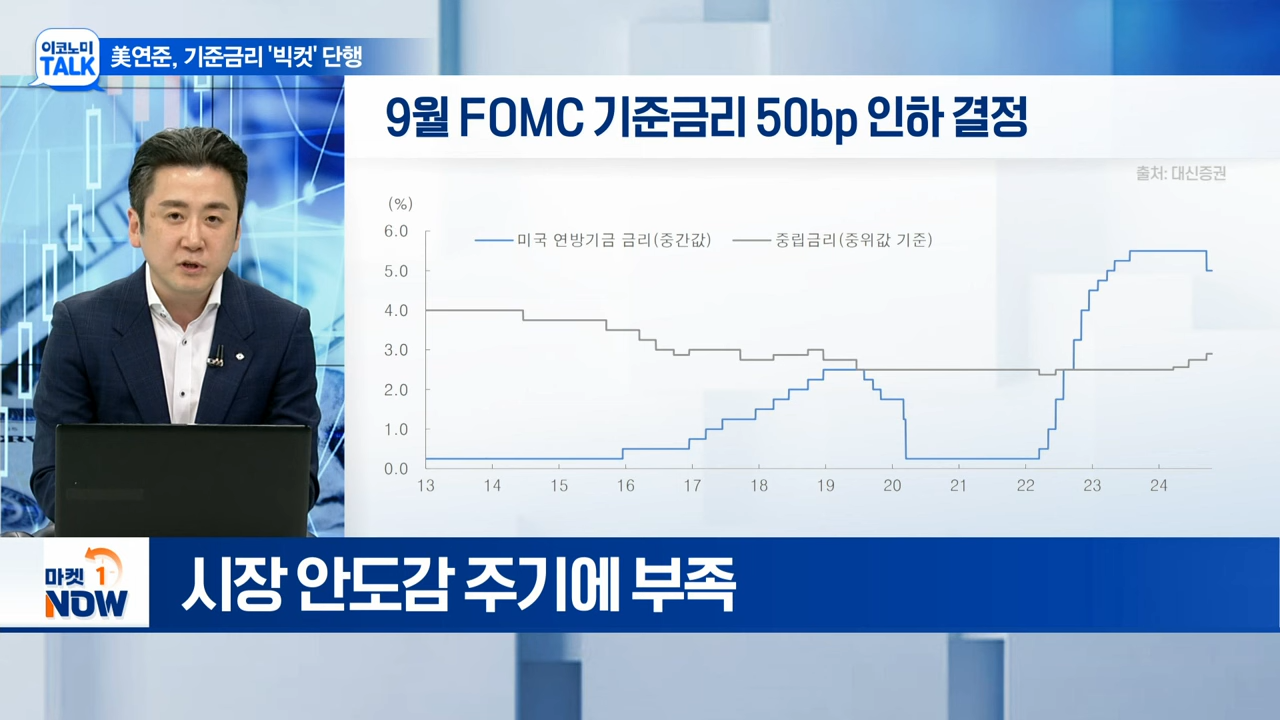 이코노미
TALK
美연준, 기준금리 '빅컷' 단행
9월 FOMC 기준금리 50bp 인하 결정
출처: 대신증권
(%)
미국 연방기금 금리(중간값) 중립금리(중위값 기준)
6.0
5.0
4.0
3.0
2.0
1.0
0.0
13 14 15 16 17 18 19 20 21 22 23 24
마켓 1
NOW
시장 안도감 주기에 부족